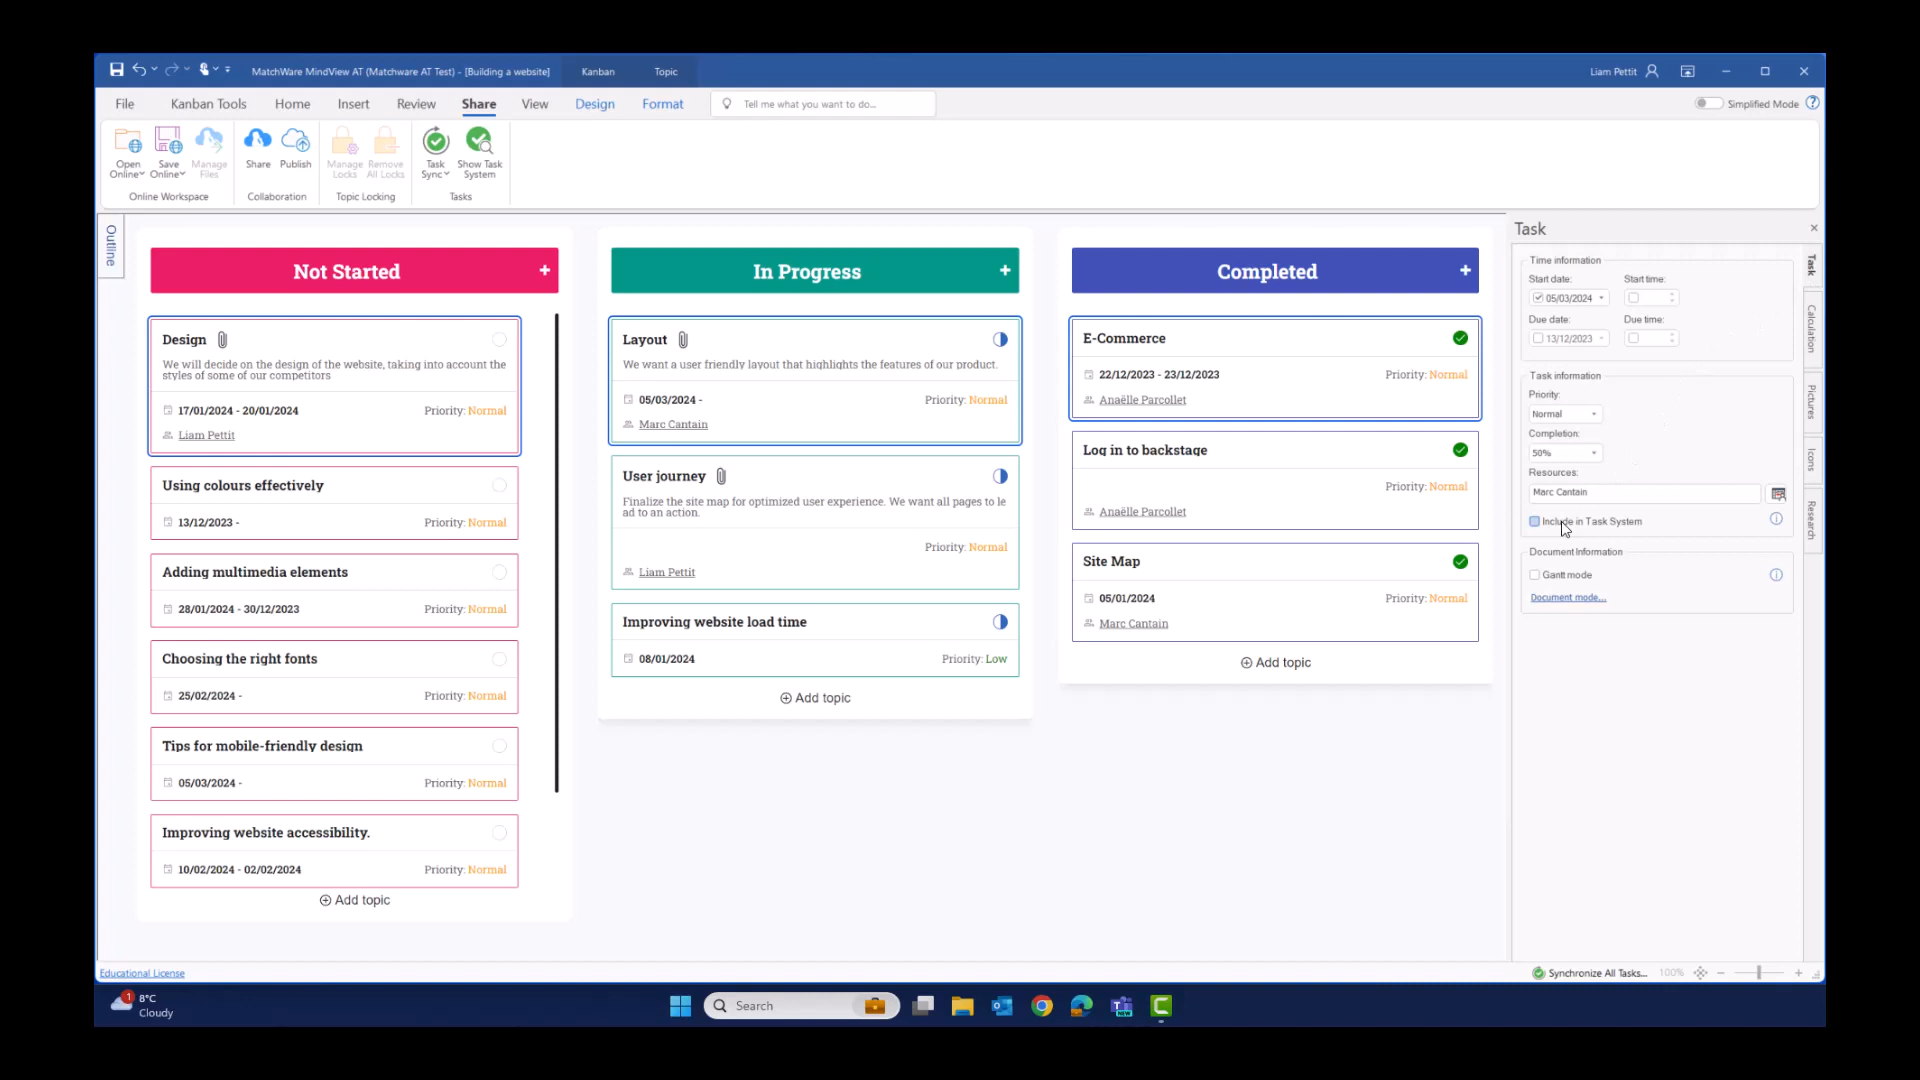 MatchWare MindView AT (Matchware AT Test) - [Building a website]
Kanban
Topic
Liam Pettit
File
Kanban Tools
Home
Insert
Review
Share
View
Design
Format
Tell me what you want to do...
Simplified Mode
Open Online
Save Online
Manage Files
Share
Publish
Manage Locks
Remove All Locks
Task Sync
Show Task System
Online Workspace
Collaboration
Topic Locking
Tasks
Outline
Not Started +
Design
We will decide on the design of the website, taking into account the
styles of some of our competitors
17/01/2024 - 20/01/2024 Priority: Normal
Liam Pettit
Using colours effectively
13/12/2023 - Priority: Normal
Adding multimedia elements
28/01/2024 - 30/12/2023 Priority: Normal
Choosing the right fonts
25/02/2024 - Priority: Normal
Tips for mobile-friendly design
05/03/2024 - Priority: Normal
Improving website accessibility.
10/02/2024 - 02/02/2024 Priority: Normal
Add topic
In Progress +
Layout
We want a user friendly layout that highlights the features of our product.
05/03/2024 - Priority: Normal
Marc Cantain
User journey
Finalize the site map for optimized user experience. We want all pages to le
ad to an action.
Priority: Normal
Liam Pettit
Improving website load time
08/01/2024 Priority: Low
Add topic
Completed +
E-Commerce
22/12/2023 - 23/12/2023 Priority: Normal
Anaëlle Parcollet
Log in to backstage
Priority: Normal
Anaëlle Parcollet
Site Map
05/01/2024 Priority: Normal
Marc Cantain
Add topic
Task
Time information
Start date: Start time:
05/03/2024
Due date: Due time:
13/12/2023
Task information
Priority:
Normal
Completion:
50%
Resources:
Marc Cantain
Include in Task System
Document Information
Gantt mode
Document mode...
Task
Calculation
Pictures
Icons
Research
Educational License
Synchronize All Tasks...
100%
1
8°C
Cloudy
Search
NEW